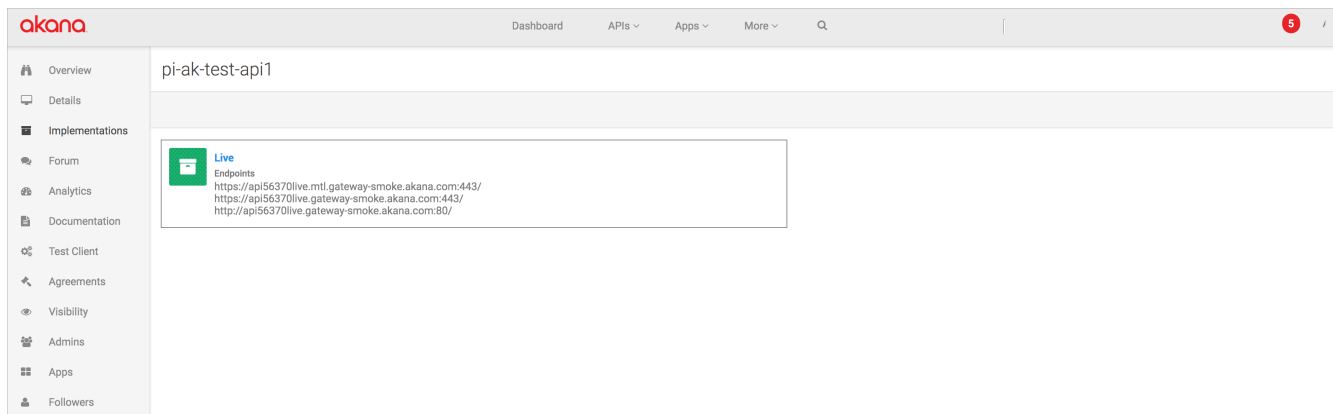 akana
Dashboard
APIs
Apps
More
5
Overview
Details
Implementations
Forum
Analytics
Documentation
Test Client
Agreements
Visibility
Admins
Apps
Followers
pi-ak-test-api1
Live
Endpoints
https://api56370live.mtl.gateway-smoke.akana.com:443/
https://api56370live.gateway-smoke.akana.com:443/
http://api56370live.gateway-smoke.akana.com:80/